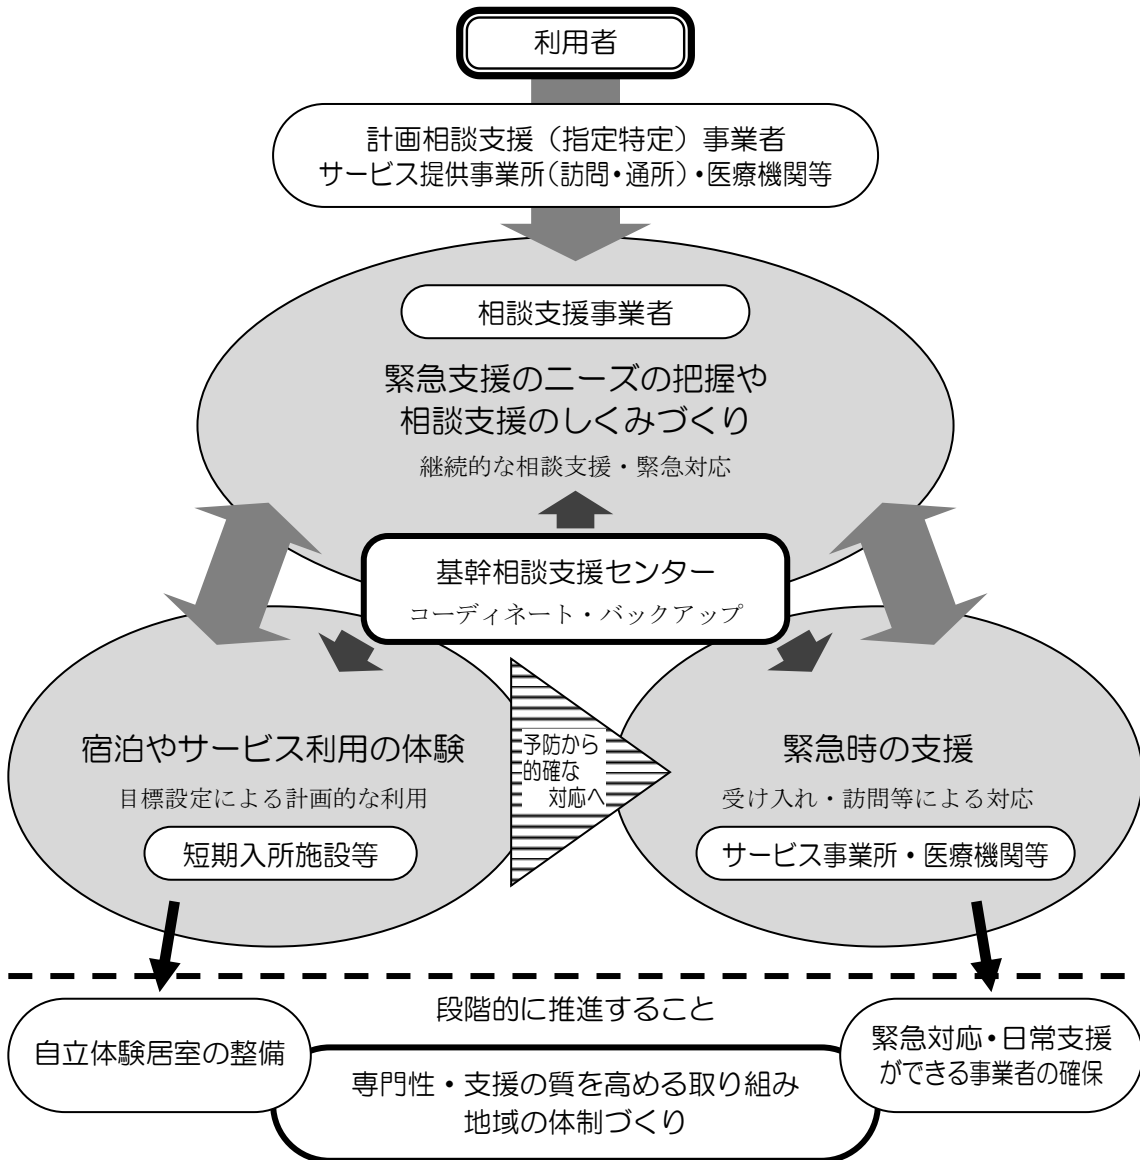 利用者
計画相談支援（指定特定）事業者
サービス提供事業所（訪問・通所）・医療機関等
相談支援事業者
緊急支援のニーズの把握や
相談支援のしくみづくり
継続的な相談支援・緊急対応
基幹相談支援センター
コーディネート・バックアップ
宿泊やサービス利用の体験
目標設定による計画的な利用
短期入所施設等
予防から
的確な
対応へ
緊急時の支援
受け入れ・訪問等による対応
サービス事業所・医療機関等
段階的に推進すること
自立体験居室の整備
専門性・支援の質を高める取り組み
地域の体制づくり
緊急対応・日常支援
ができる事業者の確保